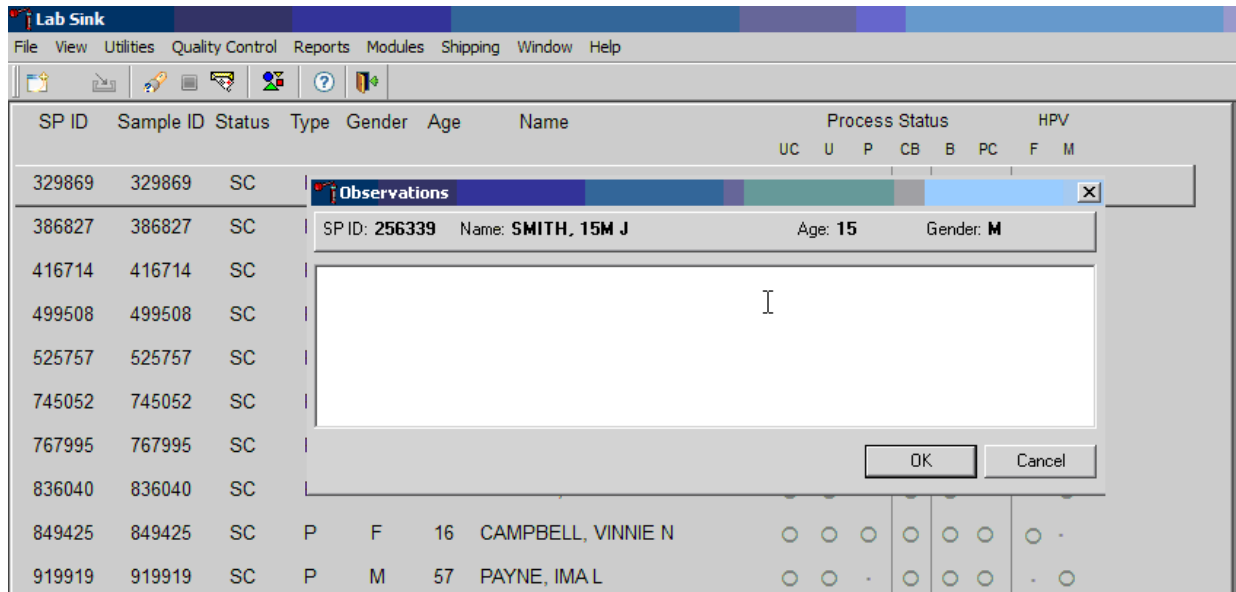 Lab Sink
File View Utilities Quality Control Reports Modules Shipping Window Help
SP ID Sample ID Status Type Gender Age Name Process Status HPV
UC U P CB B PC F M
329869 329869 SC
Observations
386827 386827 SC
SP ID: 256339 Name: SMITH, 15M J Age: 15 Gender: M
416714 416714 SC
499508 499508 SC
525757 525757 SC
745052 745052 SC
767995 767995 SC
OK Cancel
836040 836040 SC
849425 849425 SC P F 16 CAMPBELL, VINNIE N
919919 919919 SC P M 57 PAYNE, IMA L